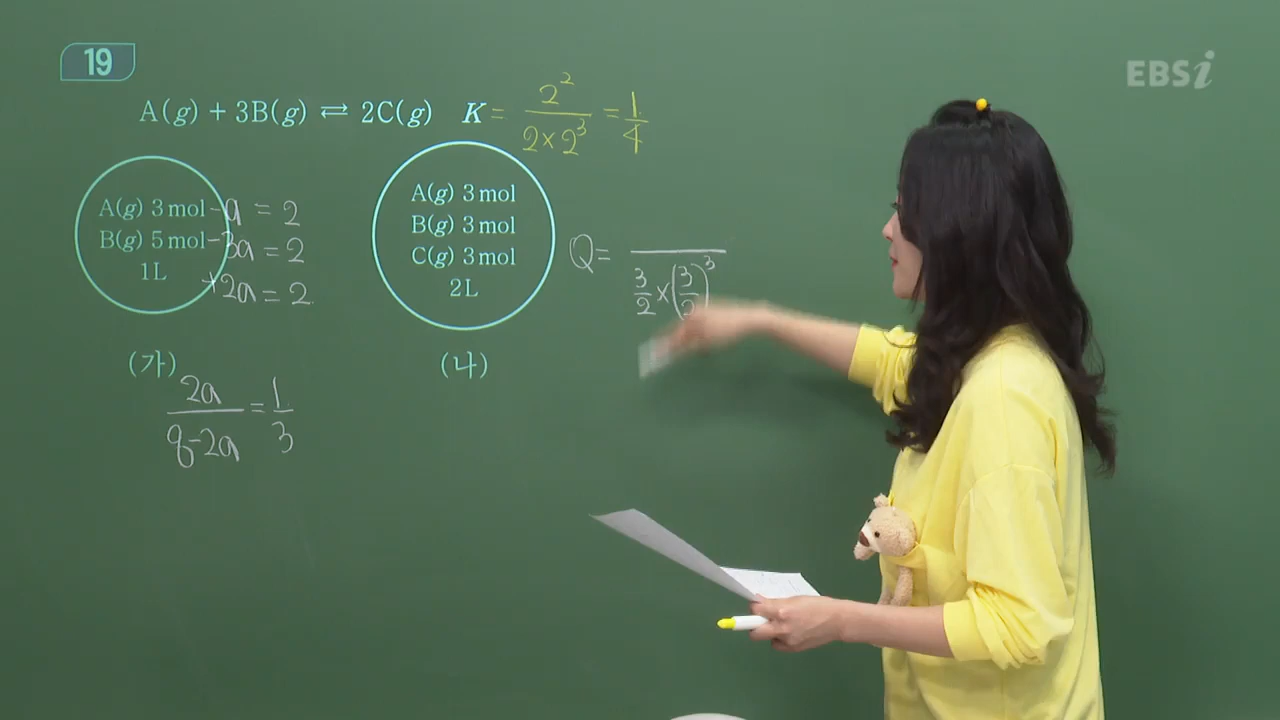 19
EBSi
A(g) + 3B(g) ⇄ 2C(g) K = 2²/(2×2³) = 1/4
A(g) 3 mol -a = 2
B(g) 5 mol -3a = 2
1L +2a = 2
(가)
A(g) 3 mol
B(g) 3 mol
C(g) 3 mol
2L
(나)
Q = /(3/2 × (3/2)³)
2a/(8-2a) = 1/3